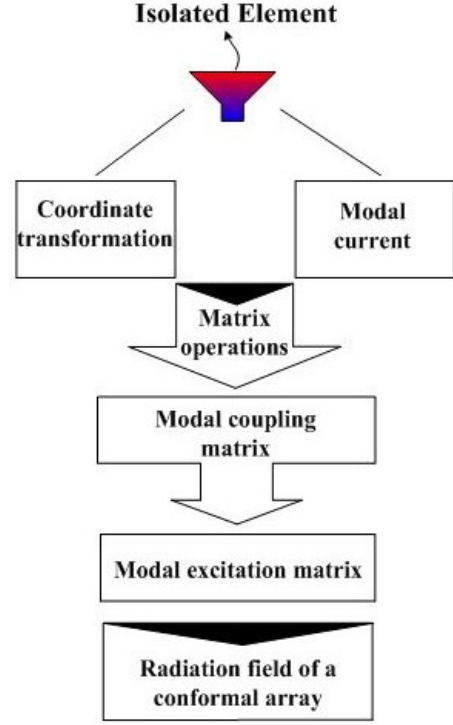 Isolated Element
Coordinate
transformation
Modal
current
Matrix
operations
Modal coupling
matrix
Modal excitation matrix
Radiation field of a
conformal array